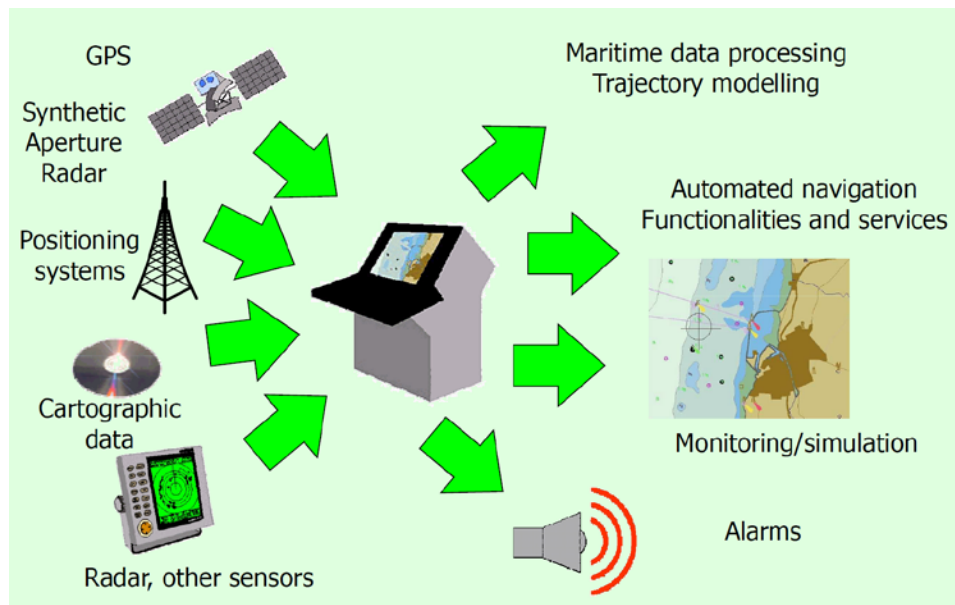 GPS
Synthetic
Aperture
Radar
Positioning
systems
Cartographic
data
Radar, other sensors
Maritime data processing
Trajectory modelling
Automated navigation
Functionalities and services
Monitoring/simulation
Alarms